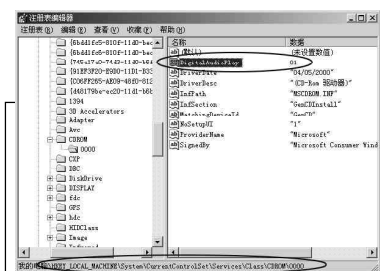 注册表编辑器
注册表(R) 编辑(E) 查看(V) 收藏(F) 帮助(H)
名称 数据
(默认) (未设置数值)
DigitalAudioPlay 01
DriverDate "04/05/2000"
DriverDesc "(CD-Rom 驱动器)"
InfPath "MSCDROM.INF"
InfSection "GenCDInstall"
MatchingDeviceId "GenCD"
NoSetupUI "1"
ProviderName "Microsoft"
SignedBy "Microsoft Consumer Wind
1394
3D Accelerators
Adapter
Avc
CDROM
0000
CXP
DBC
DiskDrive
DISPLAY
fdc
GPS
hdc
HIDClass
Image
我的电脑\HKEY_LOCAL_MACHINE\System\CurrentControlSet\Services\Class\CDROM\0000